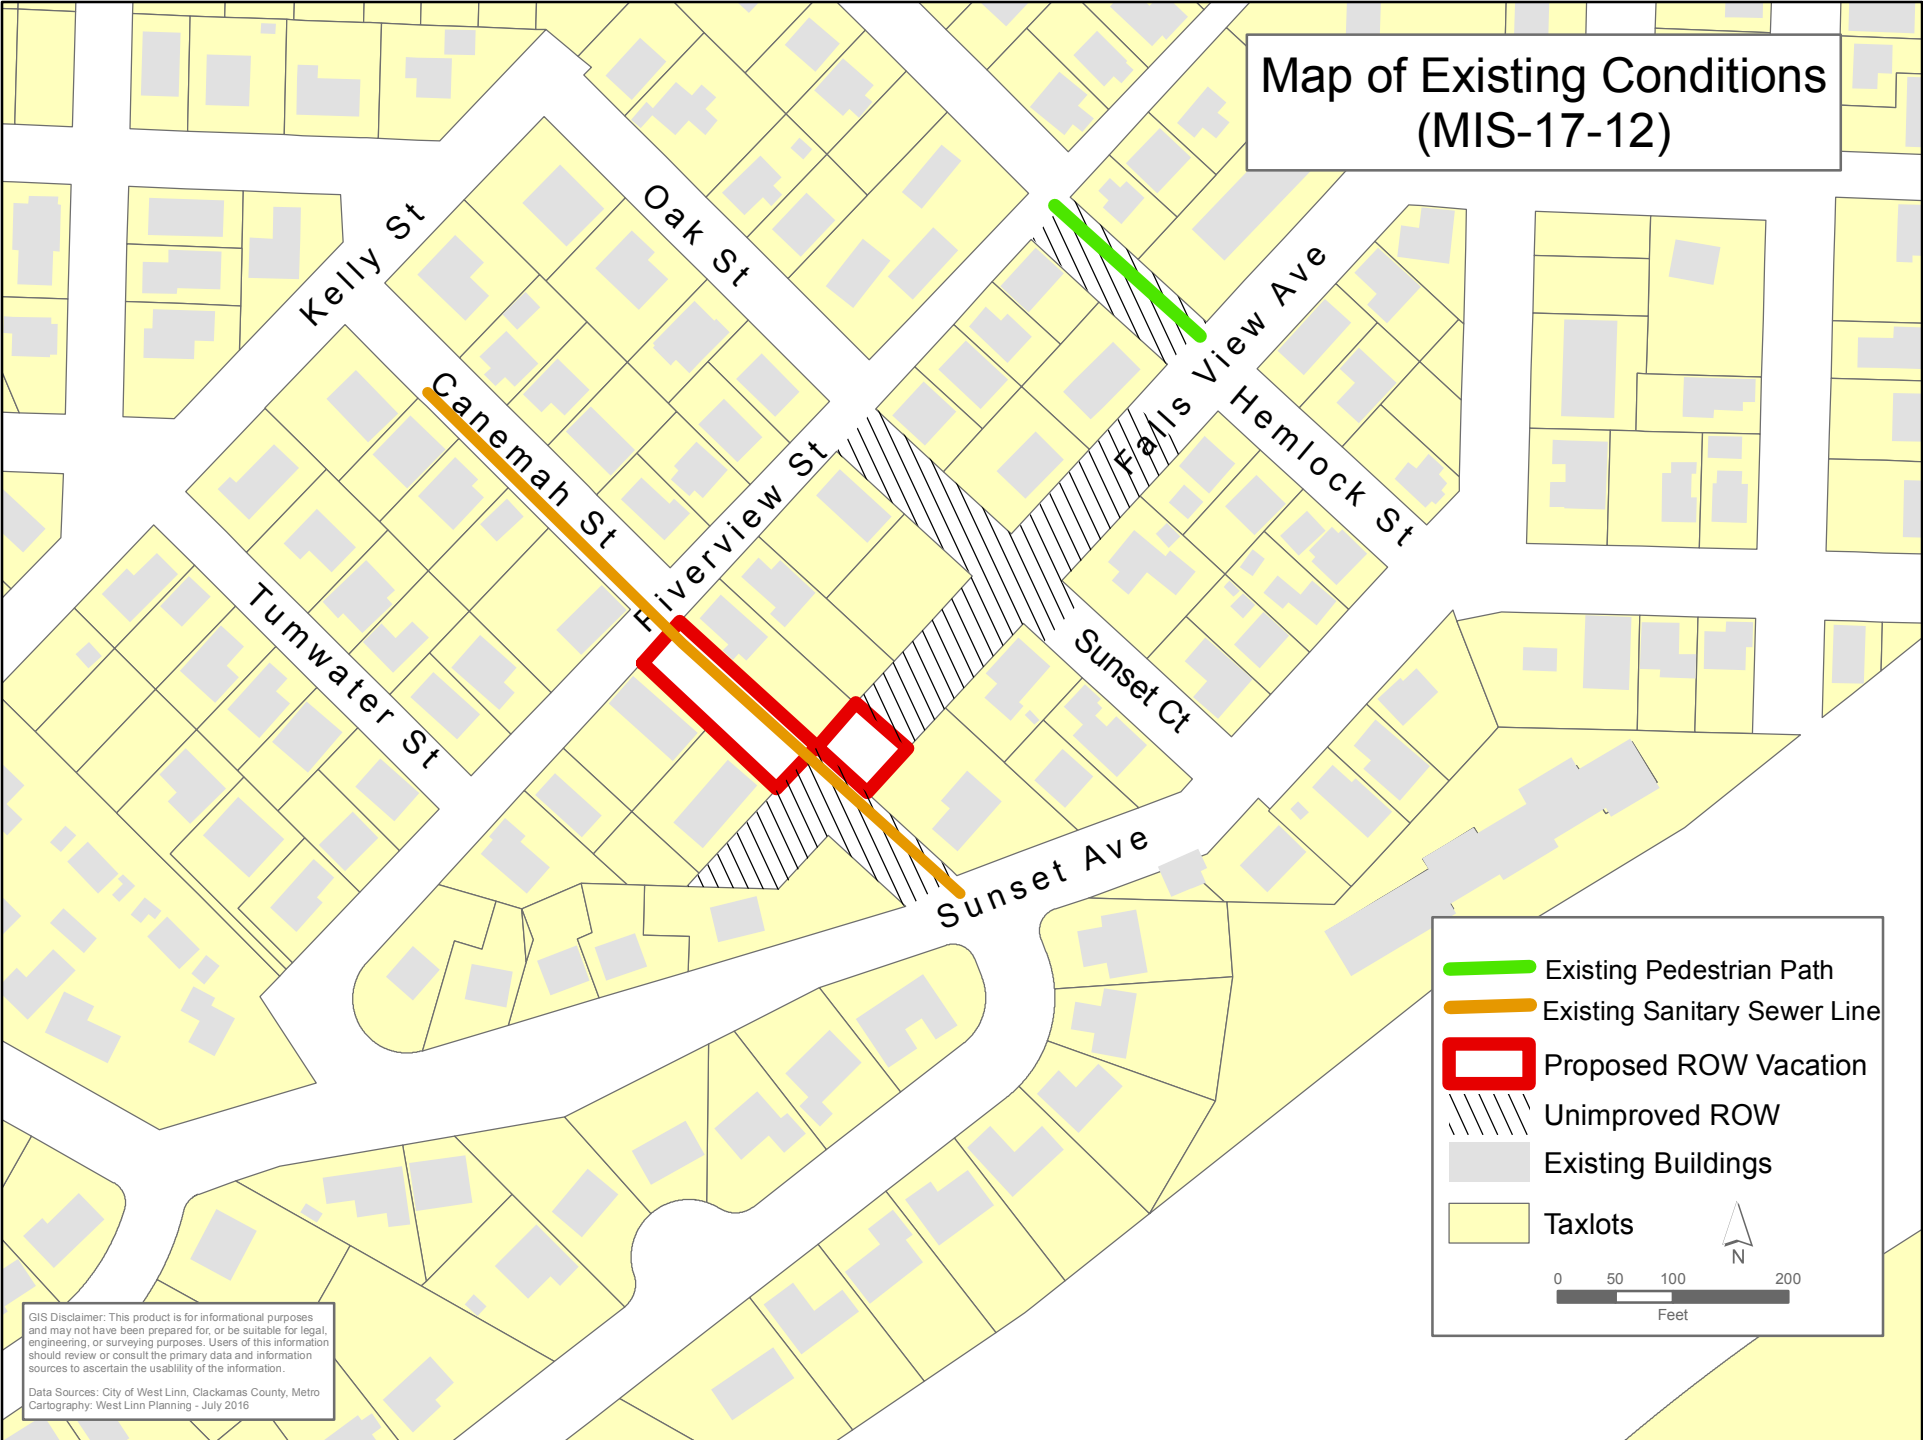 Map of Existing Conditions
(MIS-17-12)
Oak St
Kelly St
Falls View Ave
Canemah St
Hemlock St
Riverview St
Tumwater St
Sunset Ct
Sunset Ave
Existing Pedestrian Path
Existing Sanitary Sewer Line
Proposed ROW Vacation
Unimproved ROW
Existing Buildings
Taxlots
N
0 50 100 200
Feet
GIS Disclaimer: This product is for informational purposes
and may not have been prepared for, or be suitable for legal,
engineering, or surveying purposes. Users of this information
should review or consult the primary data and information
sources to ascertain the usablility of the information.
Data Sources: City of West Linn, Clackamas County, Metro
Cartography: West Linn Planning - July 2016